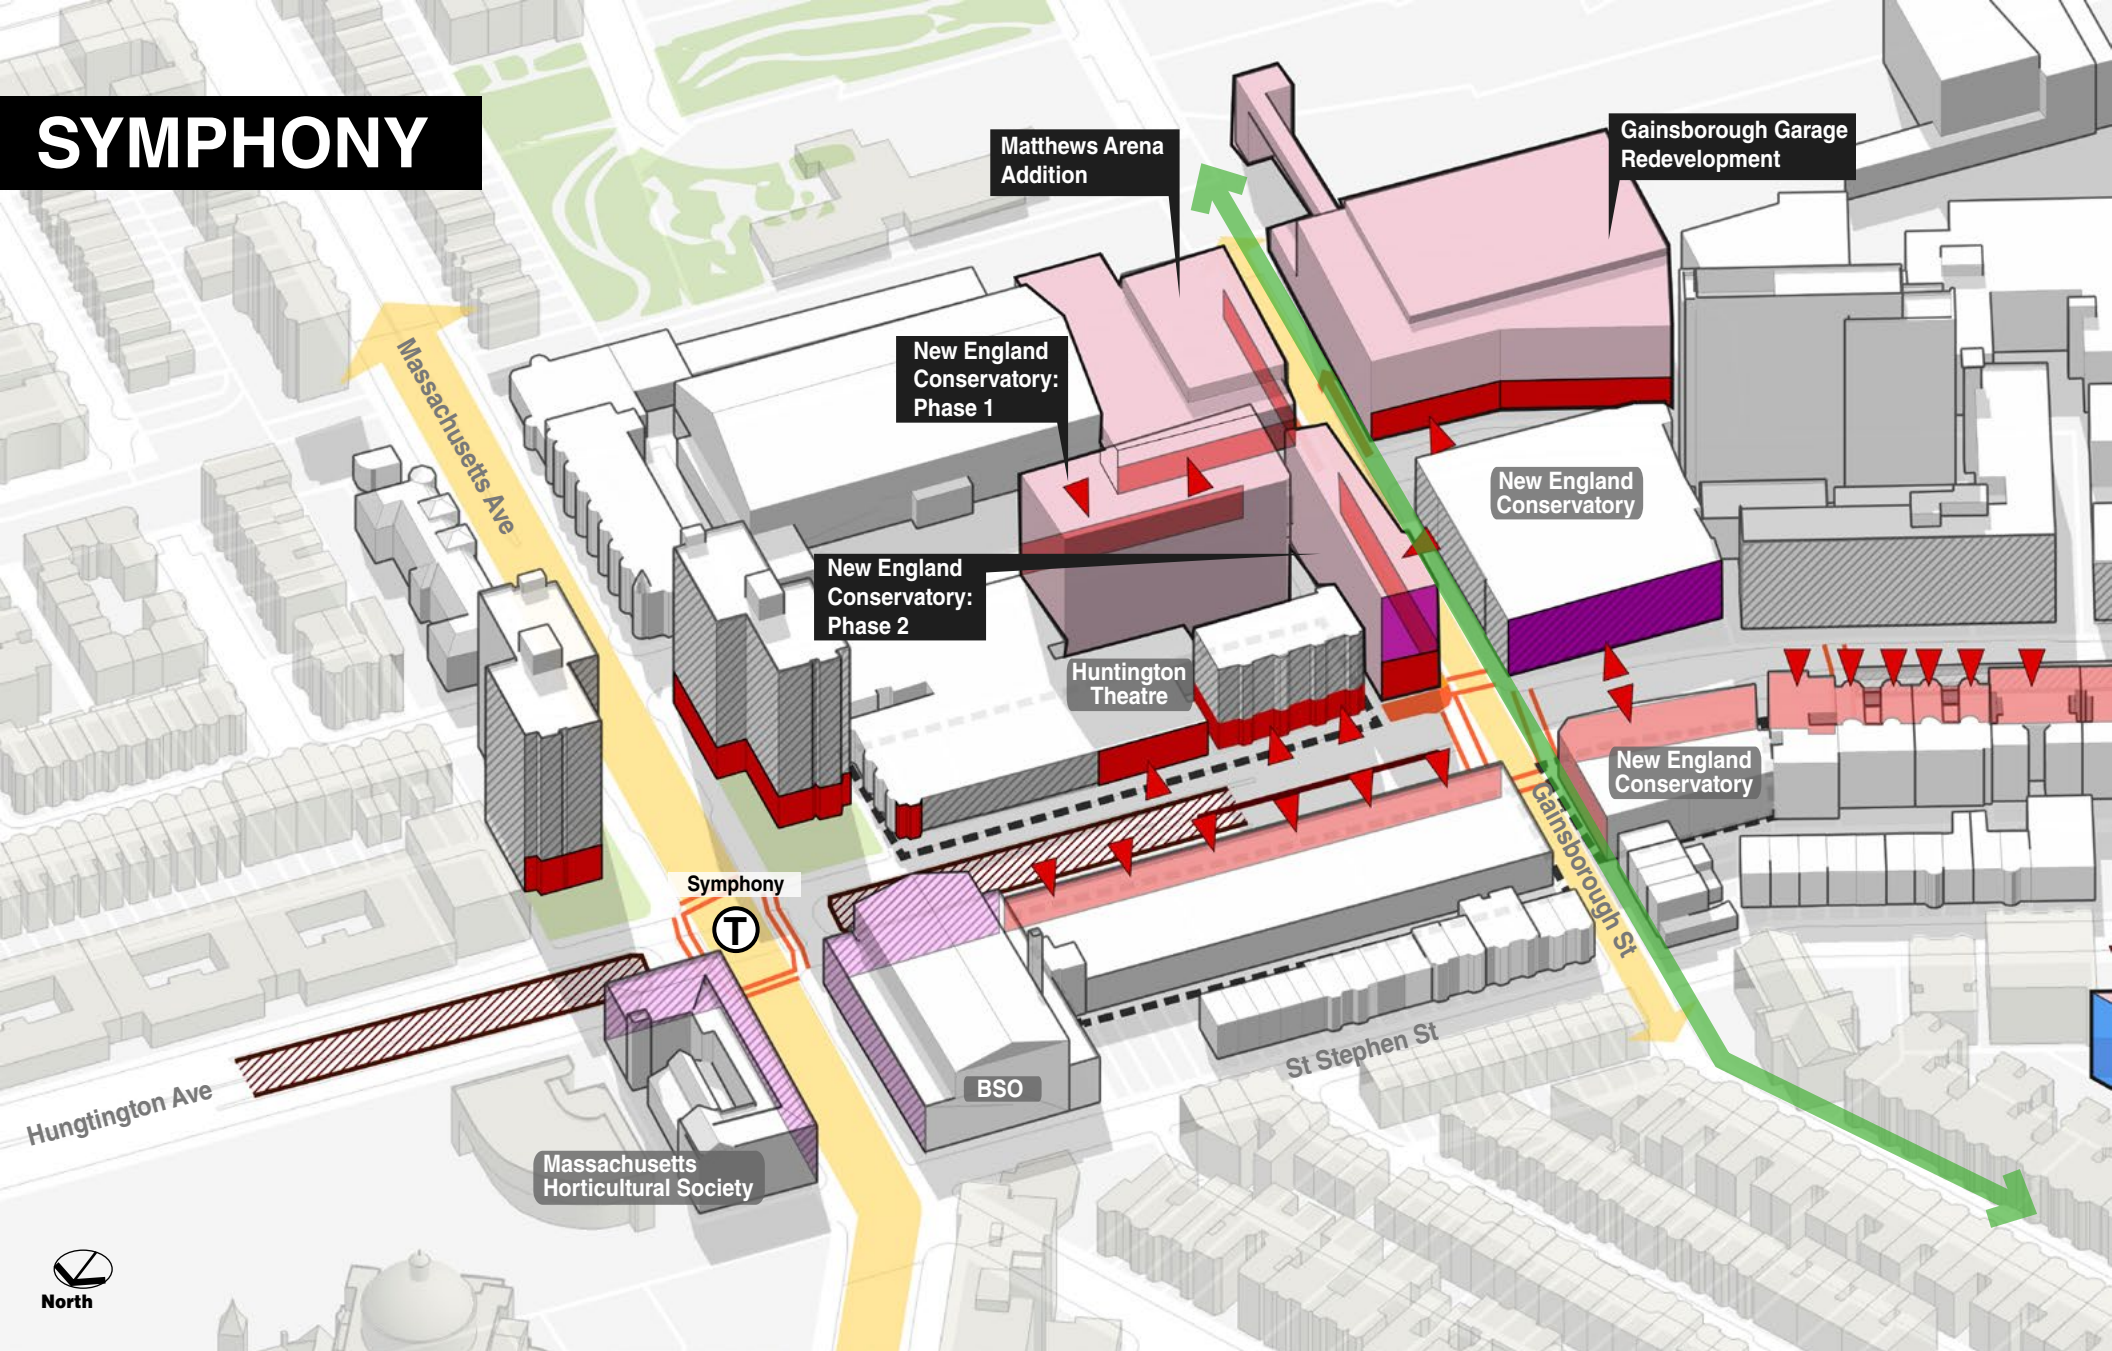 SYMPHONY
Matthews Arena
Addition
Gainsborough Garage
Redevelopment
New England
Conservatory:
Phase 1
Massachusetts Ave
New England
Conservatory
New England
Conservatory:
Phase 2
Huntington
Theatre
New England
Conservatory
Gainsborough St
Symphony
T
St Stephen St
BSO
Hungtington Ave
Massachusetts
Horticultural Society
North